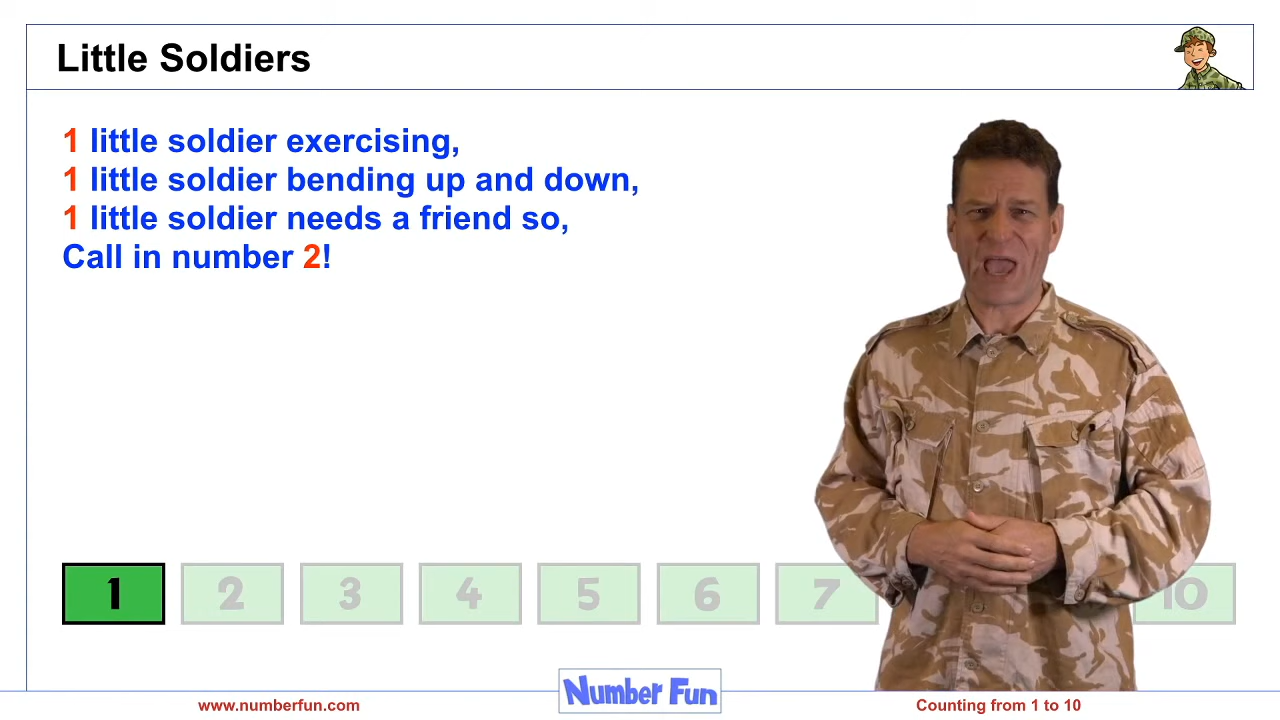 Little Soldiers
1 little soldier exercising,
1 little soldier bending up and down,
1 little soldier needs a friend so,
Call in number 2!
1 2 3 4 5 6 7 10
www.numberfun.com
Number Fun
Counting from 1 to 10